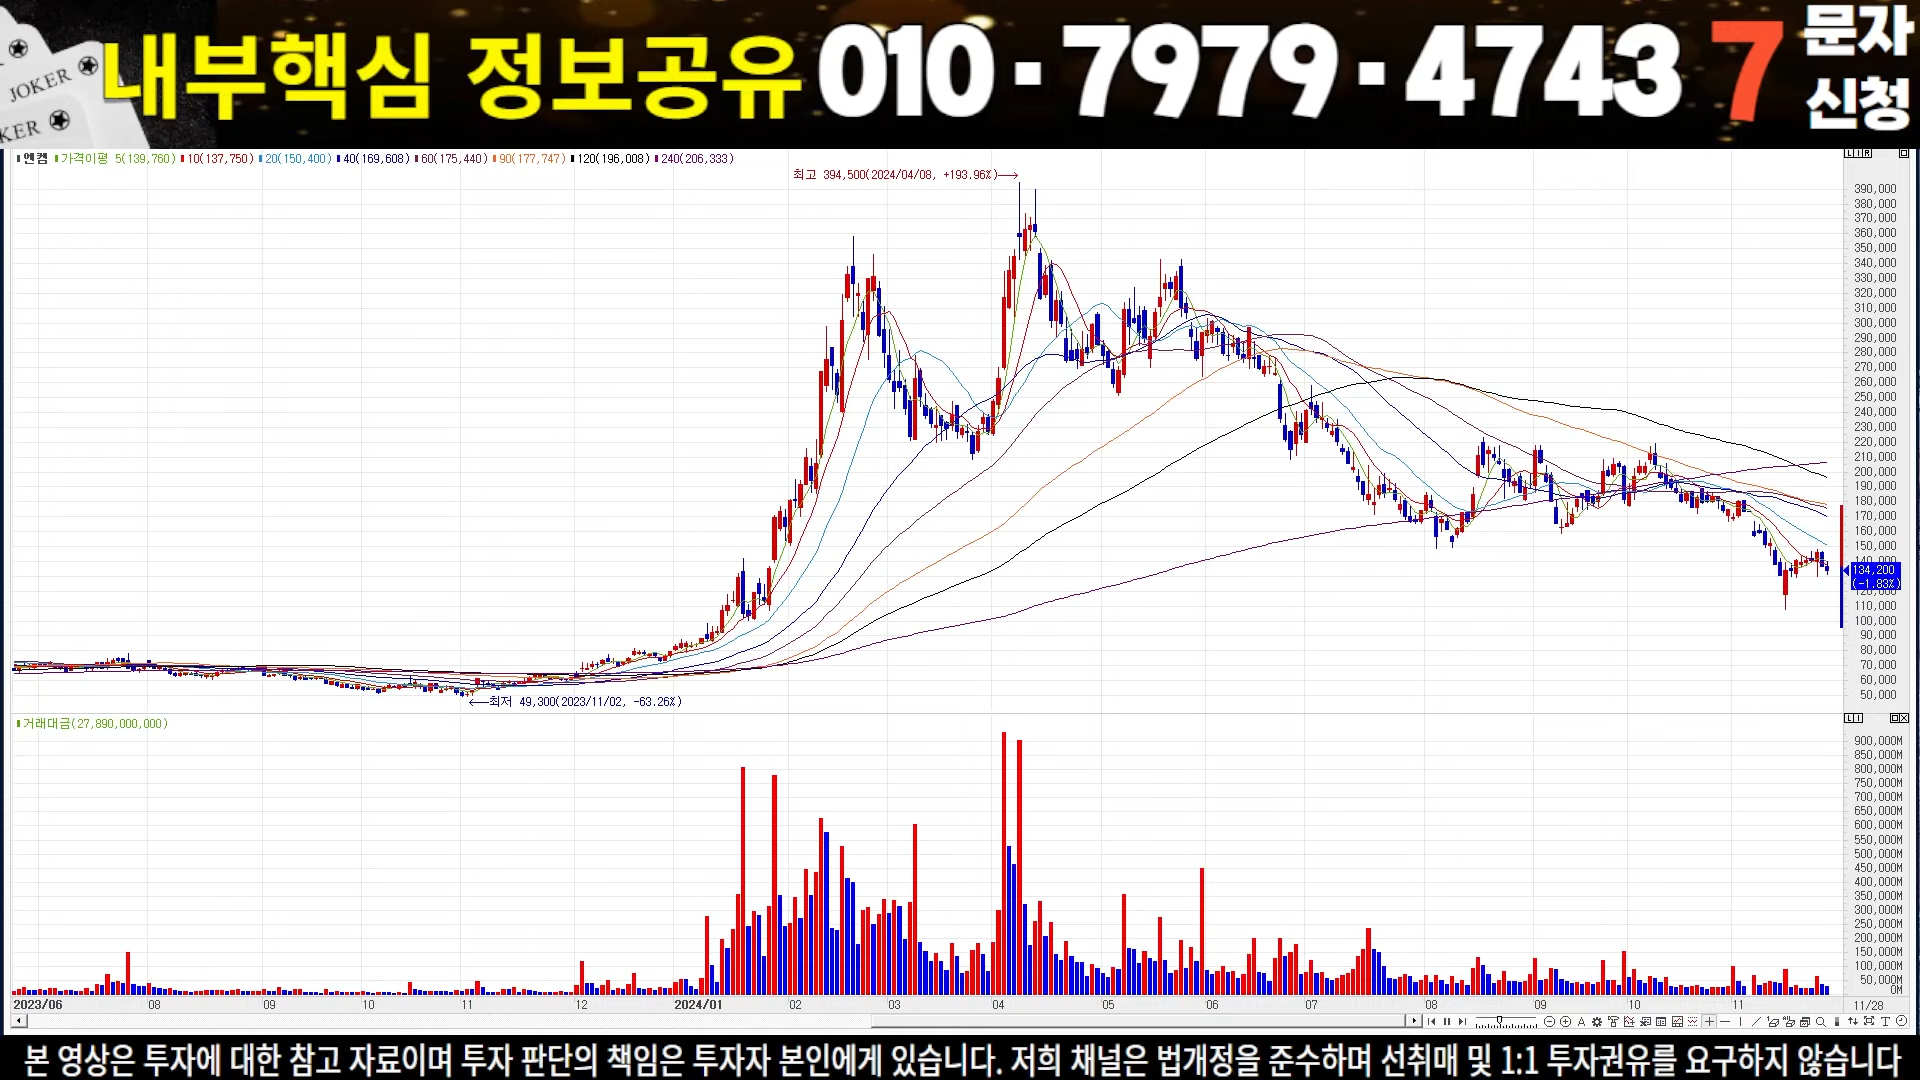 JOKER
KER
내부핵심 정보공유 010·7979·4743 7 문자
신청
엔켐 가격이평 5(139,760) 10(137,750) 20(150,400) 40(169,608) 60(175,440) 90(177,747) 120(196,008) 240(206,333)
L I R
최고 394,500(2024/04/08, +193.96%)
390,000
380,000
370,000
360,000
350,000
340,000
330,000
320,000
310,000
300,000
290,000
280,000
270,000
260,000
250,000
240,000
230,000
220,000
210,000
200,000
190,000
180,000
170,000
160,000
150,000
140,000
134,200
(-1.83%)
120,000
110,000
100,000
90,000
80,000
70,000
60,000
50,000
최저 49,300(2023/11/02, -63.26%)
거래대금(27,890,000,000)
L I
900,000M
850,000M
800,000M
750,000M
700,000M
650,000M
600,000M
550,000M
500,000M
450,000M
400,000M
350,000M
300,000M
250,000M
200,000M
150,000M
100,000M
50,000M
0M
2023/06 08 09 10 11 12 2024/01 02 03 04 05 06 07 08 09 10 11 11/28
본 영상은 투자에 대한 참고 자료이며 투자 판단의 책임은 투자자 본인에게 있습니다. 저희 채널은 법개정을 준수하며 선취매 및 1:1 투자권유를 요구하지 않습니다